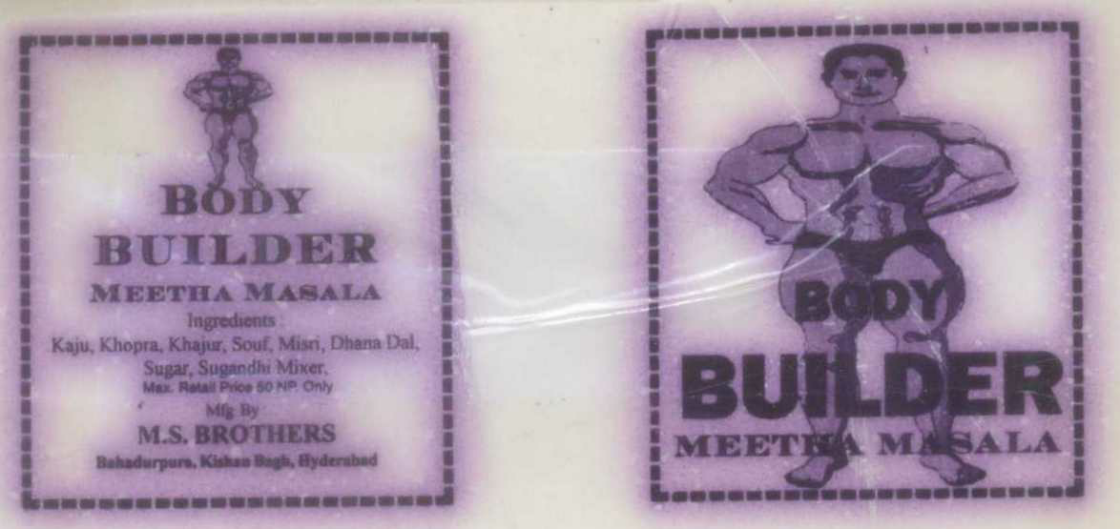 BODY
BUILDER
MEETHA MASALA
Ingredients
Kaju, Khopra, Khajur, Souf, Misri, Dhana Dal,
Sugar, Sugandhi Mixer,
Max. Retail Price 50 NP. Only
Mfg By
M.S. BROTHERS
Bahadurpura, Kishan Bagh, Hyderabad
BODY
BUILDER
MEETHA MASALA